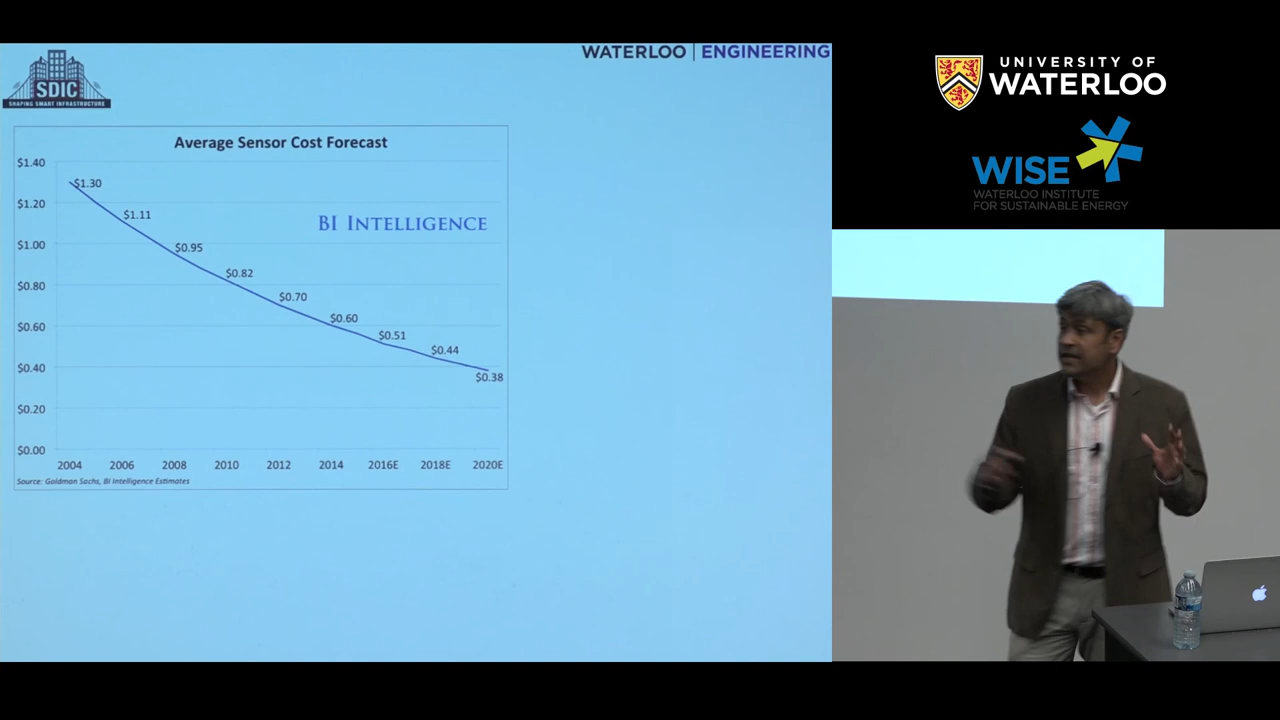 SDIC
SHAPING SMART INFRASTRUCTURE
WATERLOO | ENGINEERING
Average Sensor Cost Forecast
BI INTELLIGENCE
$1.40
$1.20
$1.00
$0.80
$0.60
$0.40
$0.20
$0.00
$1.30
$1.11
$0.95
$0.82
$0.70
$0.60
$0.51
$0.44
$0.38
2004 2006 2008 2010 2012 2014 2016E 2018E 2020E
Source: Goldman Sachs, BI Intelligence Estimates
UNIVERSITY OF
WATERLOO
WISE
WATERLOO INSTITUTE
FOR SUSTAINABLE ENERGY